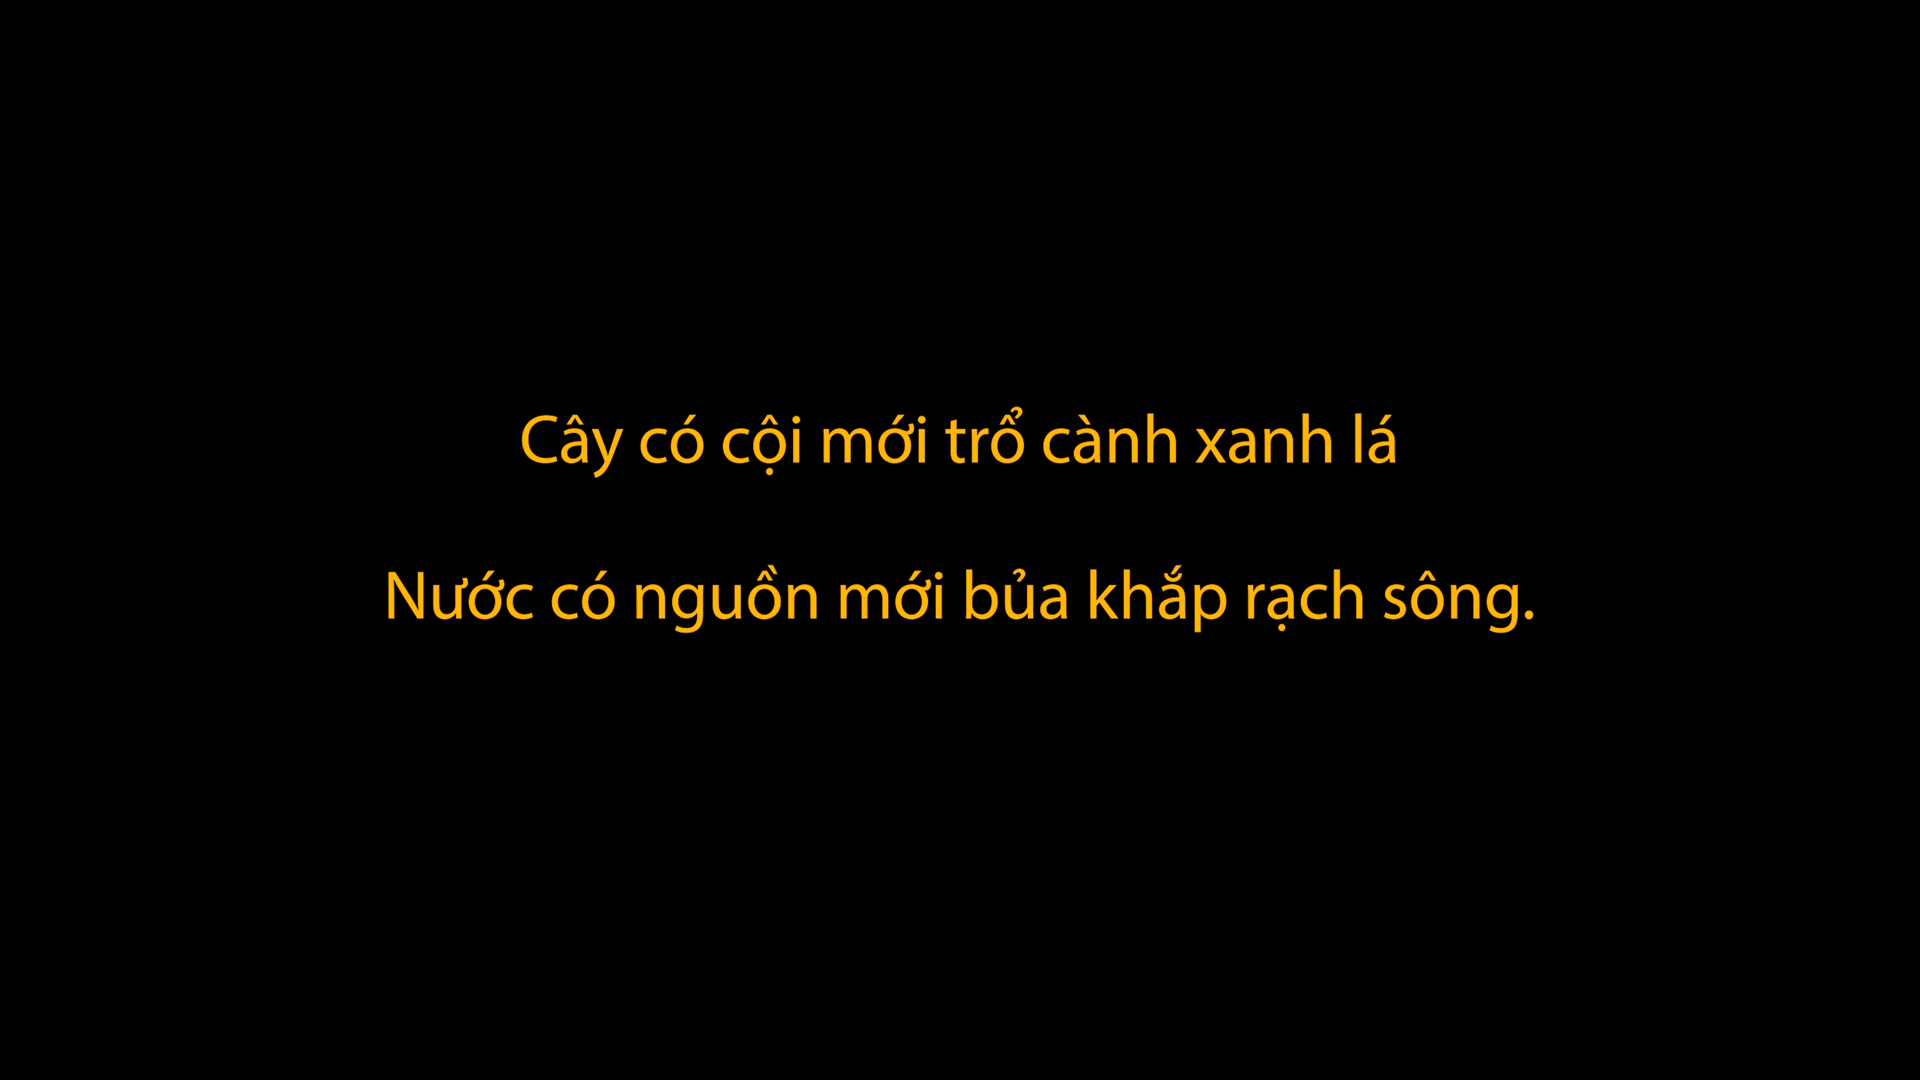 Cây có cội mới trổ cành xanh lá
Nước có nguồn mới bủa khắp rạch sông.